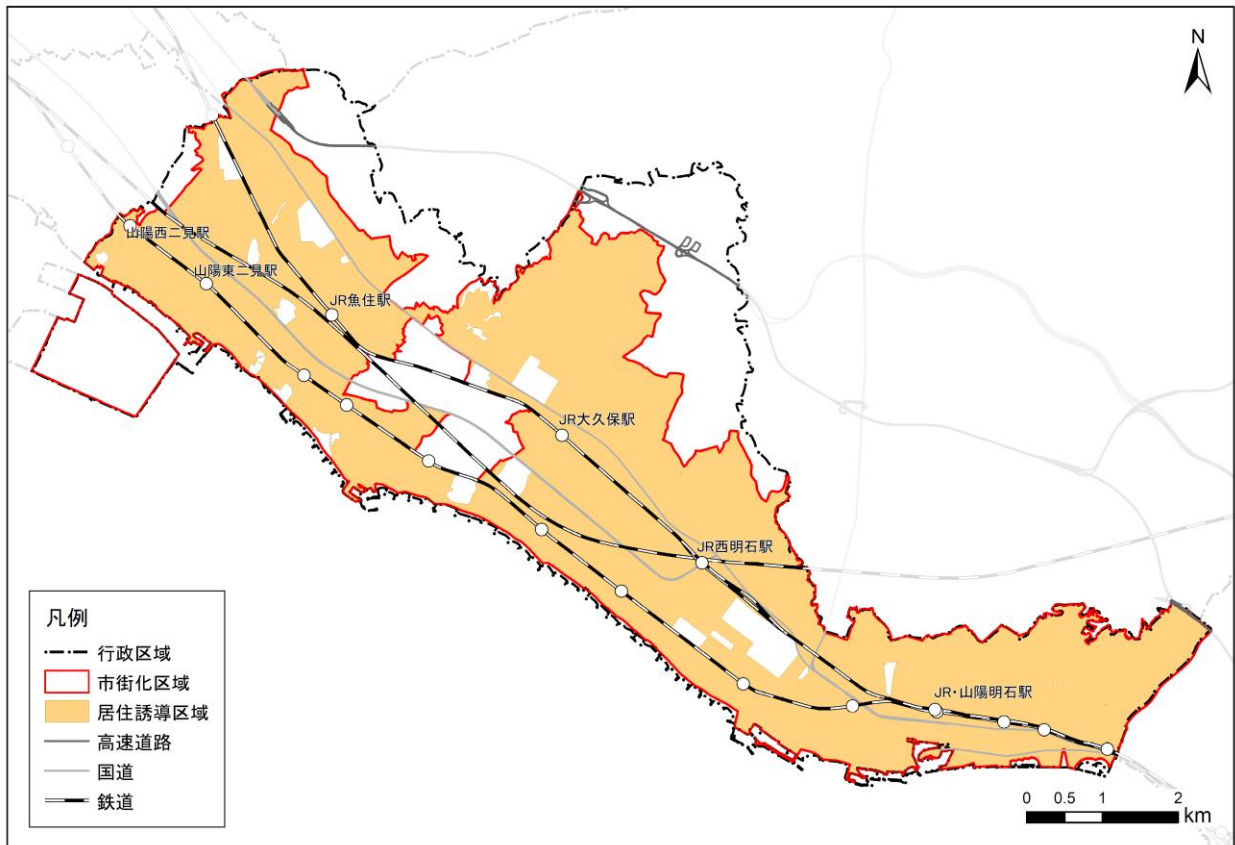 N
山陽西二見駅
山陽東二見駅
JR魚住駅
JR大久保駅
JR西明石駅
JR・山陽明石駅
凡例
行政区域
市街化区域
居住誘導区域
高速道路
国道
鉄道
0 0.5 1 2
km